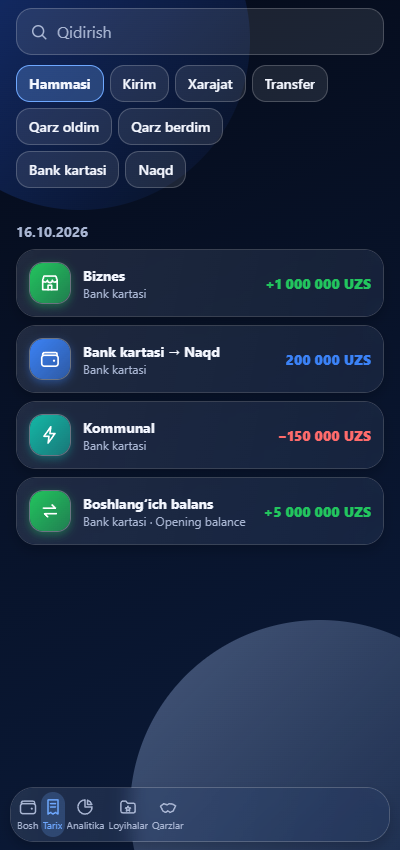 Qidirish
Hammasi Kirim Xarajat Transfer
Qarz oldim Qarz berdim
Bank kartasi Naqd
16.10.2026
Biznes
Bank kartasi
+1 000 000 UZS
Bank kartasi → Naqd
Bank kartasi
200 000 UZS
Kommunal
Bank kartasi
−150 000 UZS
Boshlangʻich balans
Bank kartasi · Opening balance
+5 000 000 UZS
Bosh Tarix Analitika Loyihalar Qarzlar